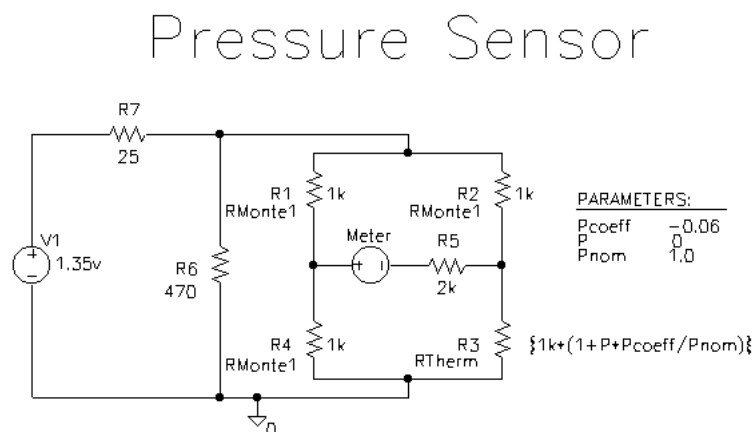 Pressure Sensor
R7
25
R1
1k
RMonte1
R2
1k
RMonte1
PARAMETERS:
Pcoeff -0.06
P 0
Pnom 1.0
V1
1.35v
+
-
Meter
+ -
R5
2k
R6
470
R4
1k
RMonte1
R3
RTherm
{1k*(1+P*Pcoeff/Pnom)}
0